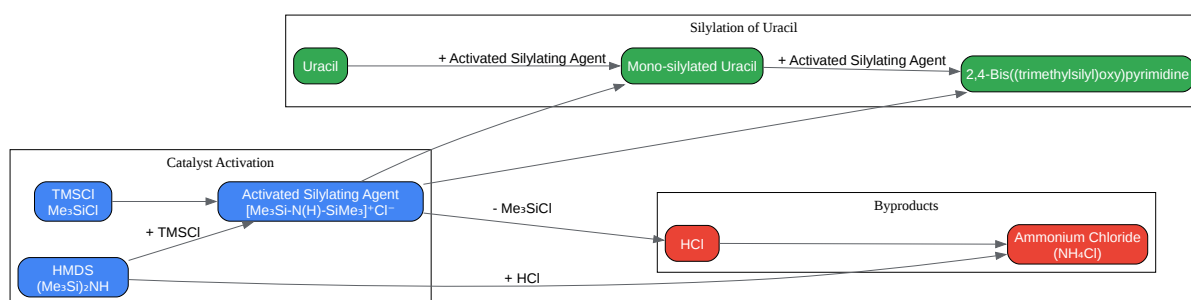 Silylation of Uracil
Uracil
+ Activated Silylating Agent
Mono-silylated Uracil
+ Activated Silylating Agent
2,4-Bis((trimethylsilyl)oxy)pyrimidine
Catalyst Activation
TMSCl
Me₃SiCl
Activated Silylating Agent
[Me₃Si-N(H)-SiMe₃]⁺Cl⁻
+ TMSCl
HMDS
(Me₃Si)₂NH
- Me₃SiCl
+ HCl
Byproducts
HCl
Ammonium Chloride
(NH₄Cl)